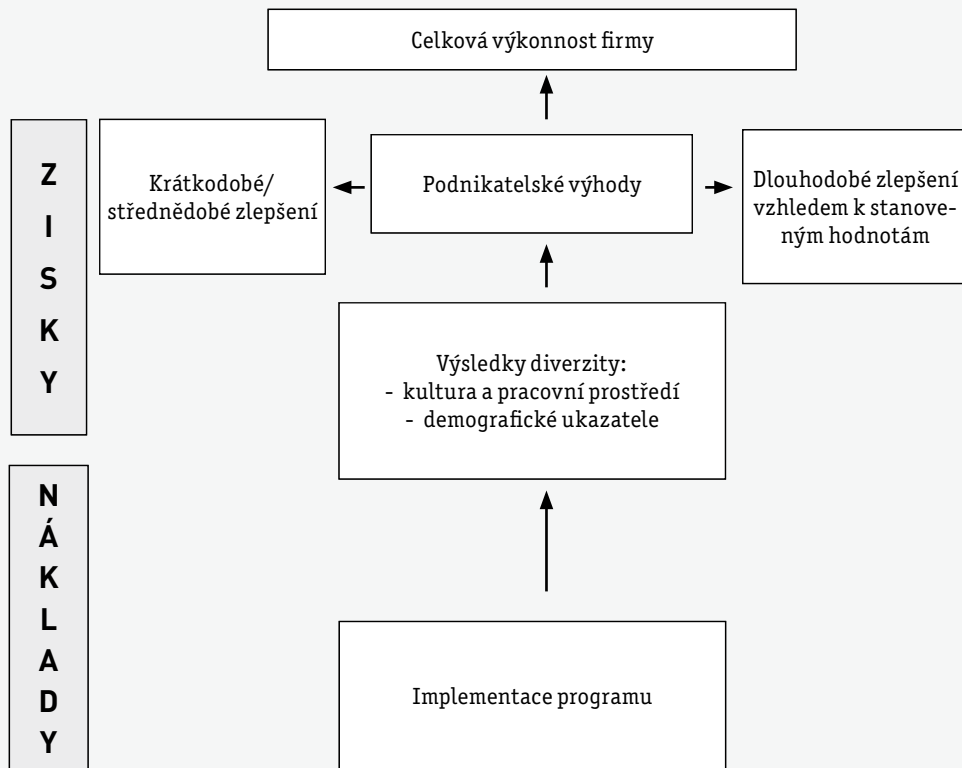 Celková výkonnost firmy
Z
I
S
K
Y
Krátkodobé/
střednědobé zlepšení
Podnikatelské výhody
Dlouhodobé zlepšení
vzhledem k stanove-
ným hodnotám
Výsledky diverzity:
- kultura a pracovní prostředí
- demografické ukazatele
N
Á
K
L
A
D
Y
Implementace programu